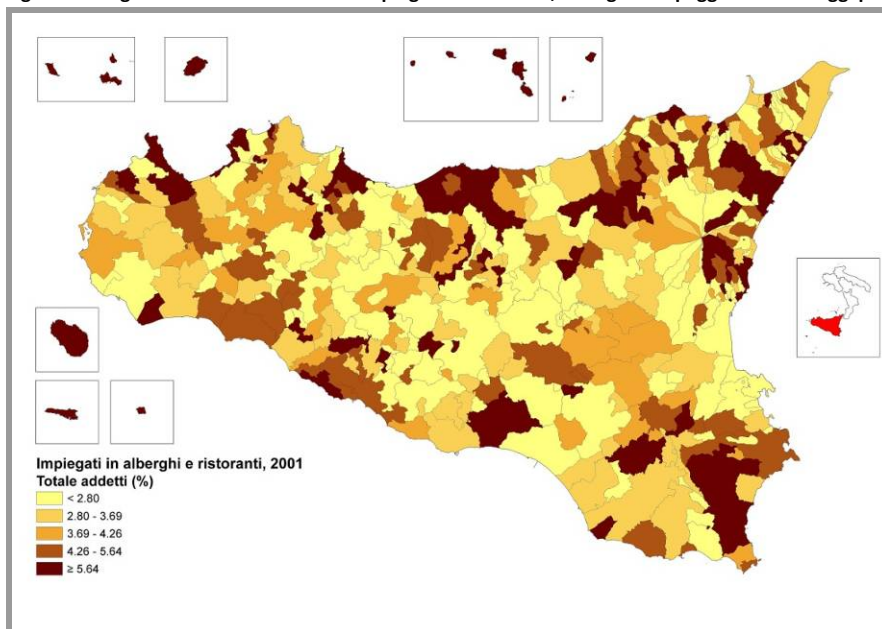 Impiegati in alberghi e ristoranti, 2001
Totale addetti (%)
< 2.80
2.80 - 3.69
3.69 - 4.26
4.26 - 5.64
≥ 5.64